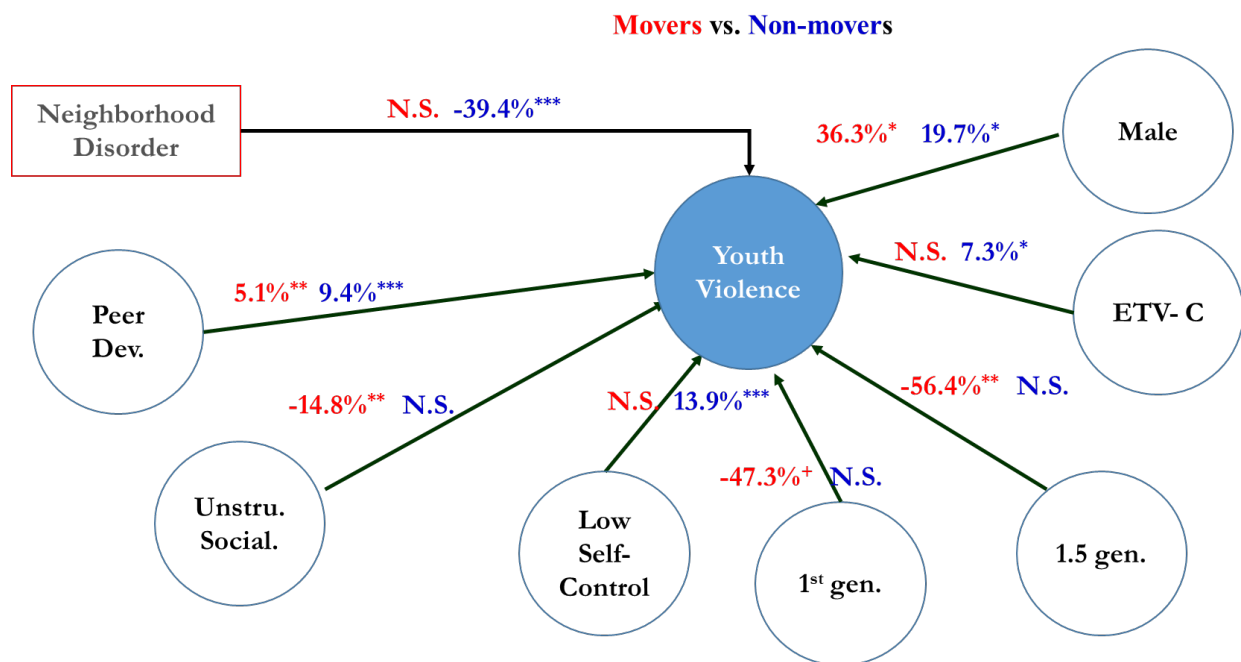 Movers vs. Non-movers
Neighborhood
Disorder
N.S. -39.4%***
36.3%* 19.7%*
Male
Youth
Violence
N.S. 7.3%*
ETV- C
Peer
Dev.
5.1%** 9.4%***
-14.8%** N.S.
N.S. 13.9%***
-56.4%** N.S.
-47.3%+ N.S.
Unstru.
Social.
Low
Self-
Control
1st gen.
1.5 gen.